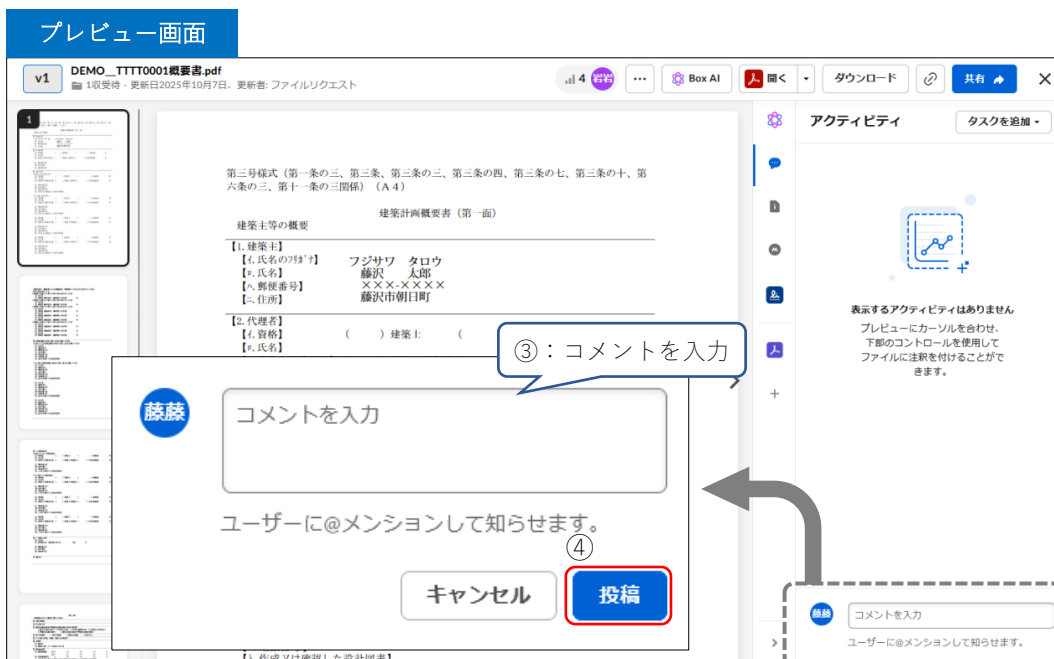 プレビュー画面
v1
DEMO__TTTT0001概要書.pdf
1収受待・更新日2025年10月7日、更新者: ファイルリクエスト
4 岩岩
Box AI
開く
ダウンロード
共有
1
アクティビティ
タスクを追加
第三号様式（第一条の三、第三条、第三条の三、第三条の四、第三条の七、第三条の十、第
六条の三、第十一条の三関係）（Ａ４）
建築計画概要書（第一面）
建築主等の概要
【1.建築主】
【ｲ.氏名のﾌﾘｶﾞﾅ】 フジサワ タロウ
【ﾛ.氏名】 藤沢 太郎
【ﾊ.郵便番号】 ×××-××××
【ﾆ.住所】 藤沢市朝日町
【2.代理者】
【ｲ.資格】 （ ）建築士 （
【ﾛ.氏名】
③：コメントを入力
藤藤
コメントを入力
ユーザーに@メンションして知らせます。
④
キャンセル
投稿
表示するアクティビティはありません
プレビューにカーソルを合わせ、
下部のコントロールを使用して
ファイルに注釈を付けることがで
きます。
藤藤
コメントを入力
ユーザーに@メンションして知らせます。